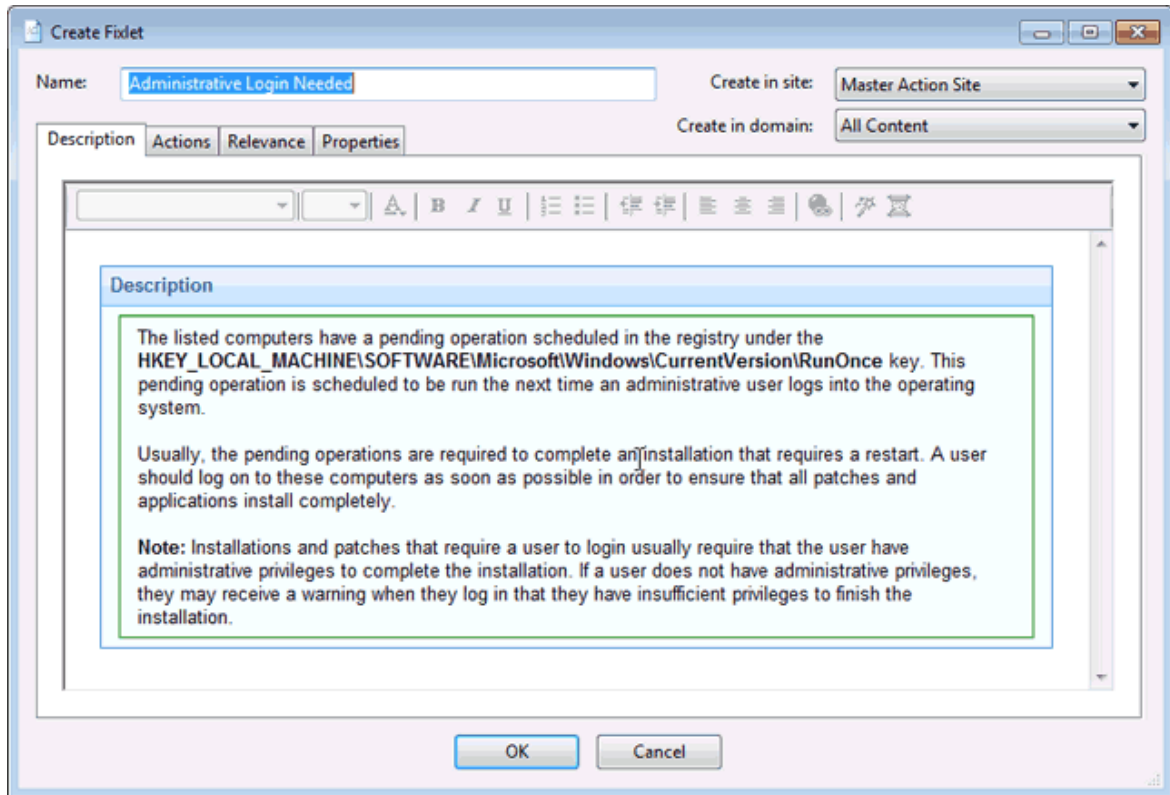 Create Fixlet
Name: Administrative Login Needed Create in site: Master Action Site
Create in domain: All Content
Description Actions Relevance Properties
A B I U
Description
The listed computers have a pending operation scheduled in the registry under the
HKEY_LOCAL_MACHINE\SOFTWARE\Microsoft\Windows\CurrentVersion\RunOnce key. This
pending operation is scheduled to be run the next time an administrative user logs into the operating
system.
Usually, the pending operations are required to complete an installation that requires a restart. A user
should log on to these computers as soon as possible in order to ensure that all patches and
applications install completely.
Note: Installations and patches that require a user to login usually require that the user have
administrative privileges to complete the installation. If a user does not have administrative privileges,
they may receive a warning when they log in that they have insufficient privileges to finish the
installation.
OK Cancel